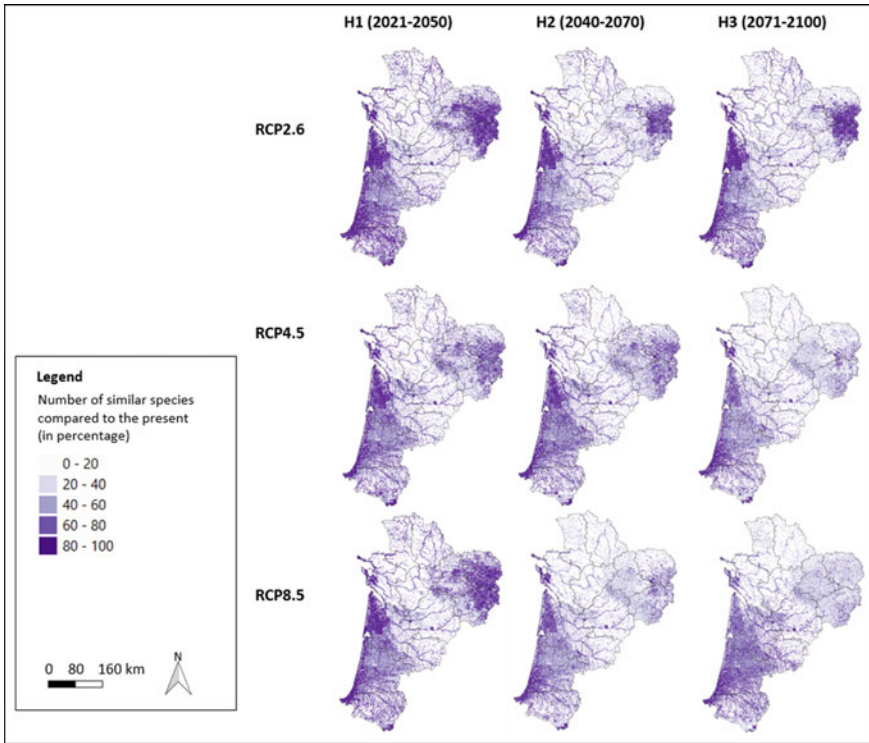 H1 (2021-2050) H2 (2040-2070) H3 (2071-2100)
RCP2.6
RCP4.5
RCP8.5
Legend
Number of similar species
compared to the present
(in percentage)
0 - 20
20 - 40
40 - 60
60 - 80
80 - 100
N
0 80 160 km